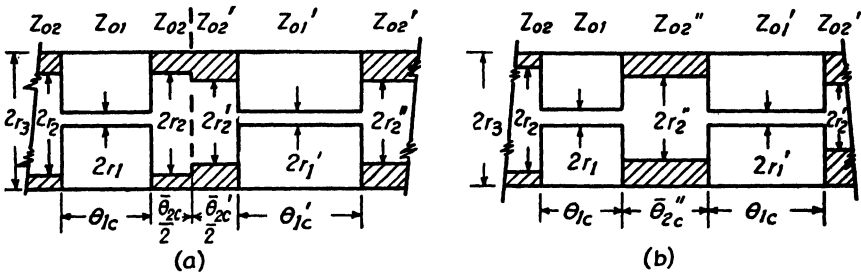 Z₀₂ Z₀₁ Z₀₂ Z₀₂' Z₀₁' Z₀₂'
2r₃ 2r₂ 2r₂ 2r₂' 2r₂"
2r₁ 2r₁'
θ₁c θ̄₂c/2 θ̄₂c'/2 θ₁c'
(a)
Z₀₂ Z₀₁ Z₀₂" Z₀₁' Z₀₂'
2r₃ 2r₂ 2r₂" 2r₂'
2r₁ 2r₁'
θ₁c θ̄₂c" θ₁c
(b)